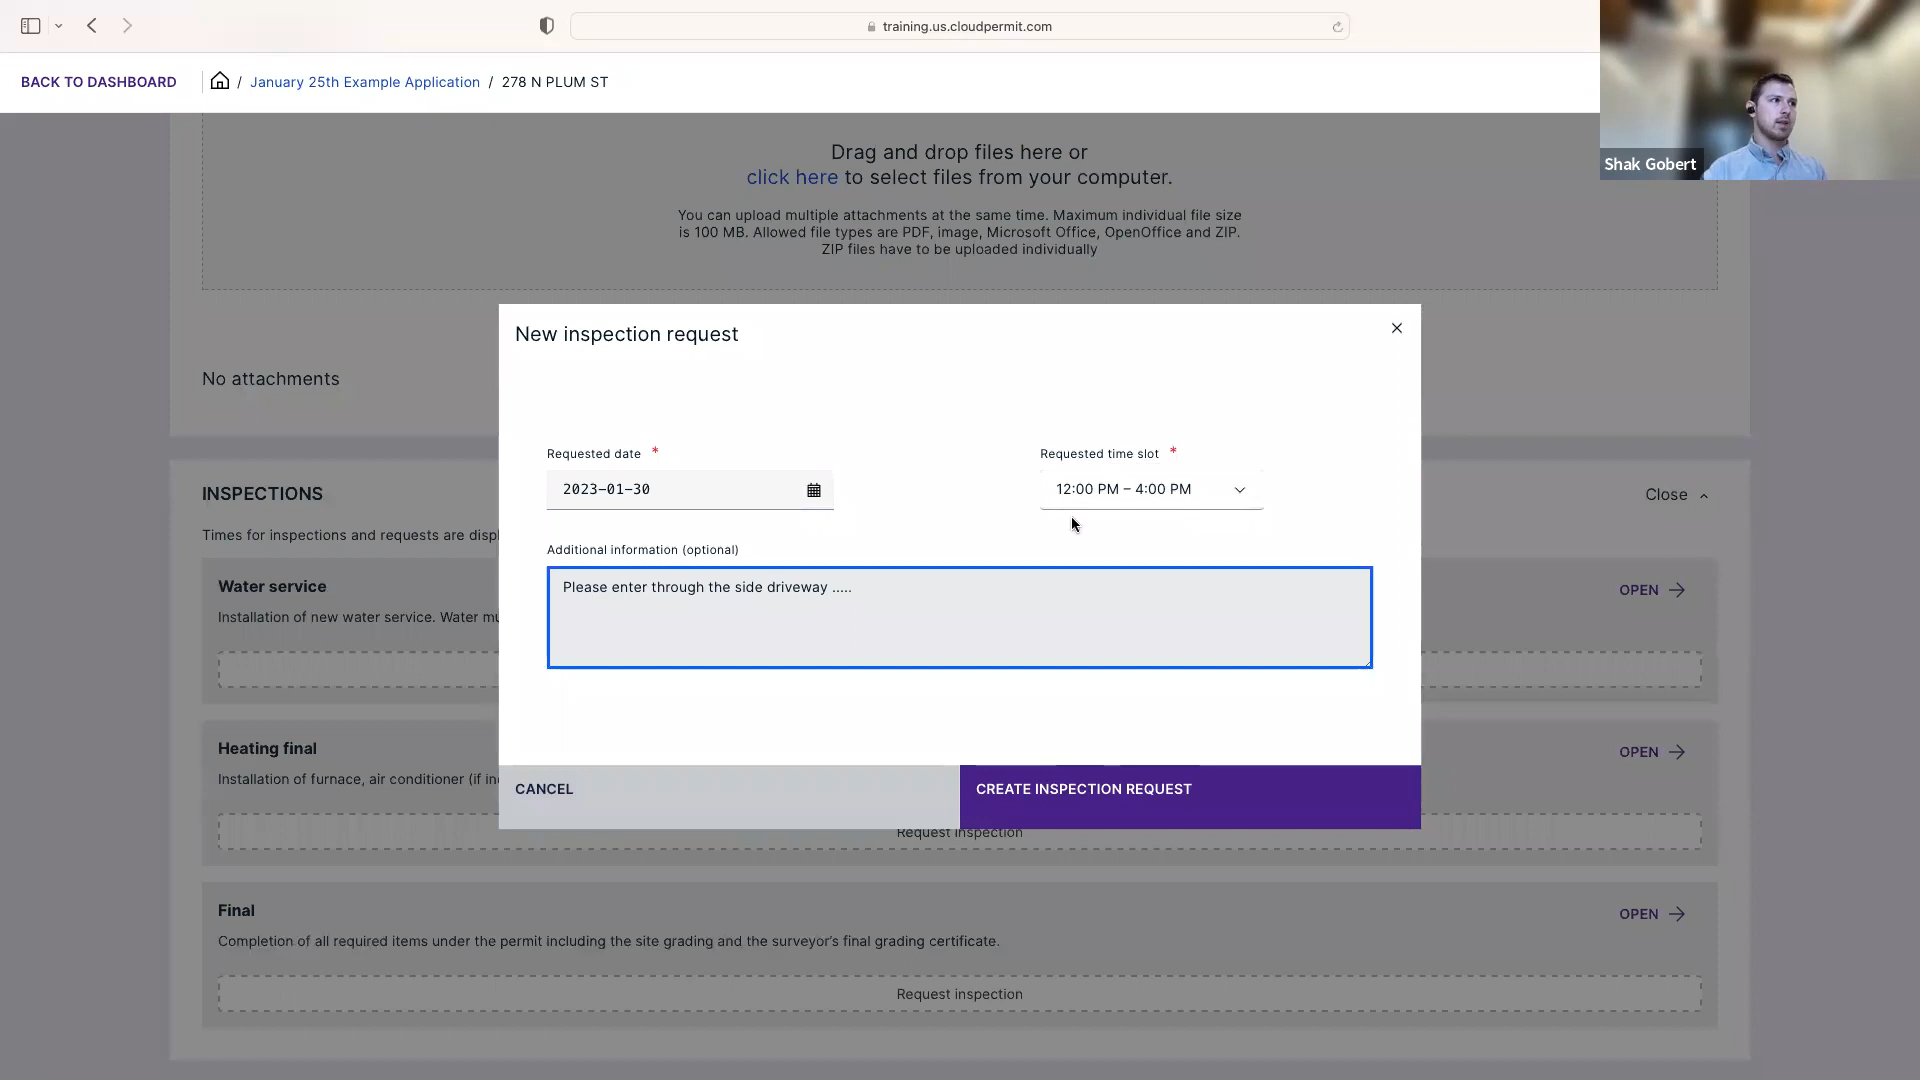 training.us.cloudpermit.com
BACK TO DASHBOARD
/ January 25th Example Application / 278 N PLUM ST
Shak Gobert
Drag and drop files here or
click here to select files from your computer.
You can upload multiple attachments at the same time. Maximum individual file size
is 100 MB. Allowed file types are PDF, image, Microsoft Office, OpenOffice and ZIP.
ZIP files have to be uploaded individually
No attachments
INSPECTIONS
Close
Times for inspections and requests are
Water service
OPEN
Installation of new water service. Water
Heating final
OPEN
Installation of furnace, air conditioner (if
Request inspection
Final
OPEN
Completion of all required items under the permit including the site grading and the surveyor's final grading certificate.
Request inspection
New inspection request
Requested date *
Requested time slot *
2023-01-30
12:00 PM – 4:00 PM
Additional information (optional)
Please enter through the side driveway .....
CANCEL
CREATE INSPECTION REQUEST